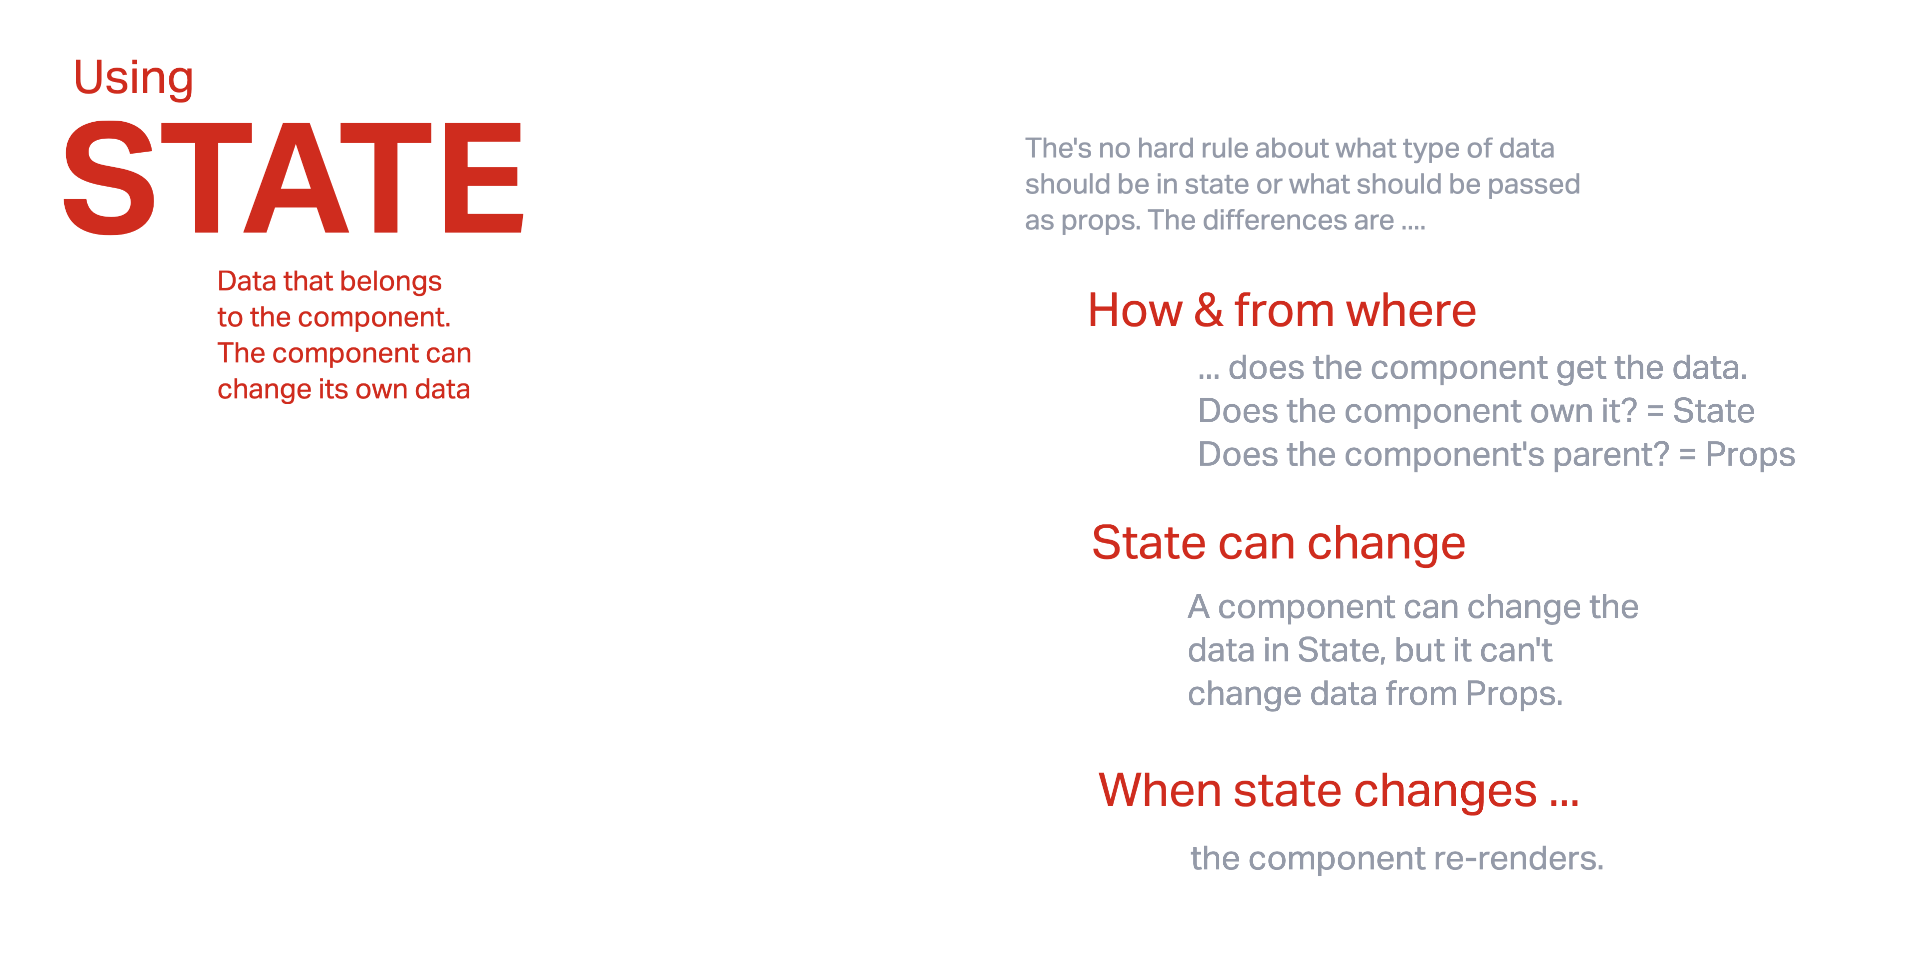 Using
STATE
Data that belongs
to the component.
The component can
change its own data
The's no hard rule about what type of data
should be in state or what should be passed
as props. The differences are ....
How & from where
... does the component get the data.
Does the component own it? = State
Does the component's parent? = Props
State can change
A component can change the
data in State, but it can't
change data from Props.
When state changes ...
the component re-renders.